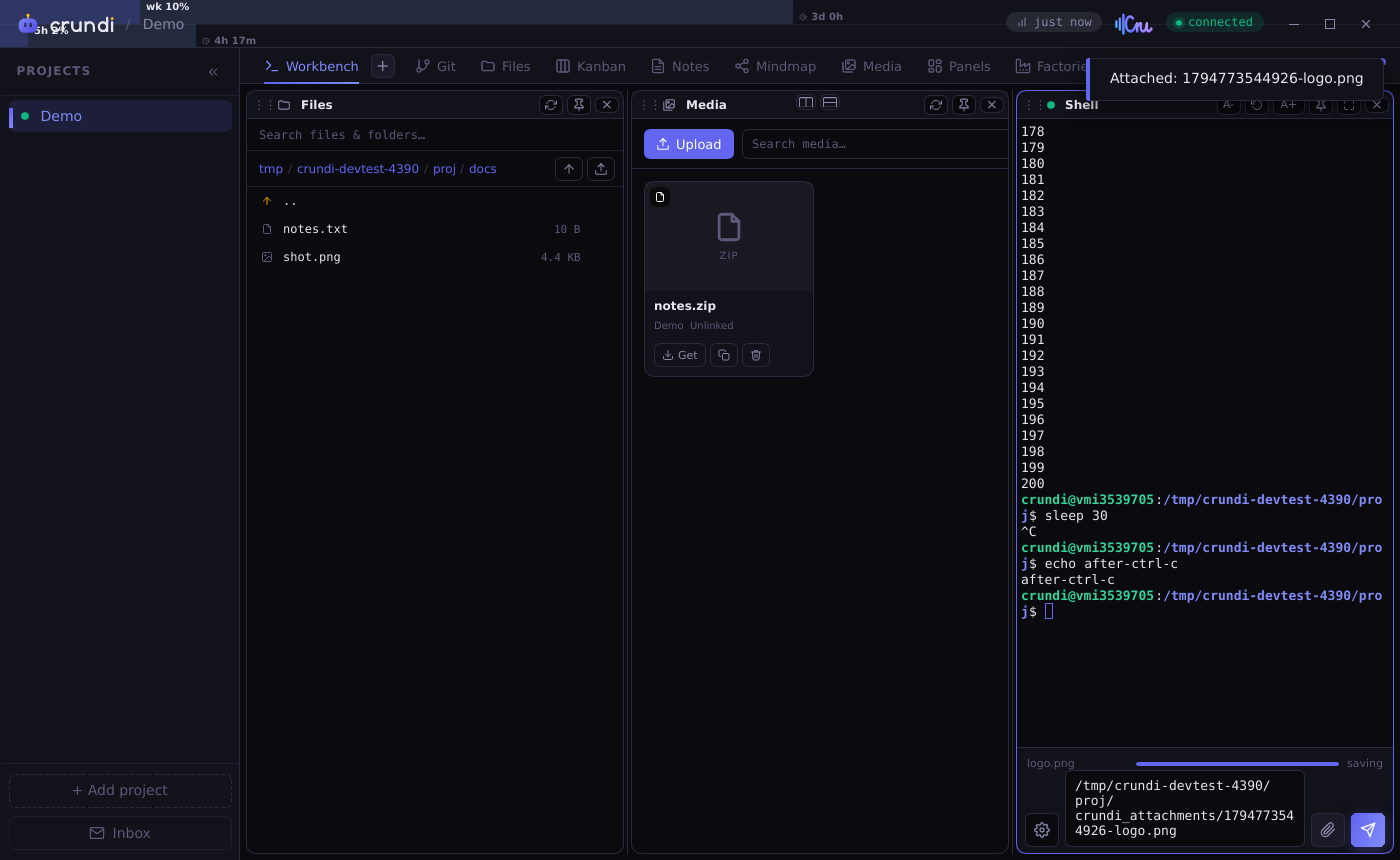 wk 10%
3d 0h
crundi / Demo
5h 2%
4h 17m
just now
Cru
connected
PROJECTS
«
Demo
+ Add project
Inbox
Workbench
+
Git
Files
Kanban
Notes
Mindmap
Media
Panels
Factorie
Attached: 1794773544926-logo.png
Files
Search files & folders…
tmp / crundi-devtest-4390 / proj / docs
..
notes.txt 10 B
shot.png 4.4 KB
Media
Upload
Search media…
ZIP
notes.zip
Demo Unlinked
Get
Shell
A-
A+
178
179
180
181
182
183
184
185
186
187
188
189
190
191
192
193
194
195
196
197
198
199
200
crundi@vmi3539705:/tmp/crundi-devtest-4390/pro
j$ sleep 30
^C
crundi@vmi3539705:/tmp/crundi-devtest-4390/pro
j$ echo after-ctrl-c
after-ctrl-c
crundi@vmi3539705:/tmp/crundi-devtest-4390/pro
j$
logo.png
saving
/tmp/crundi-devtest-4390/
proj/
crundi_attachments/179477354
4926-logo.png